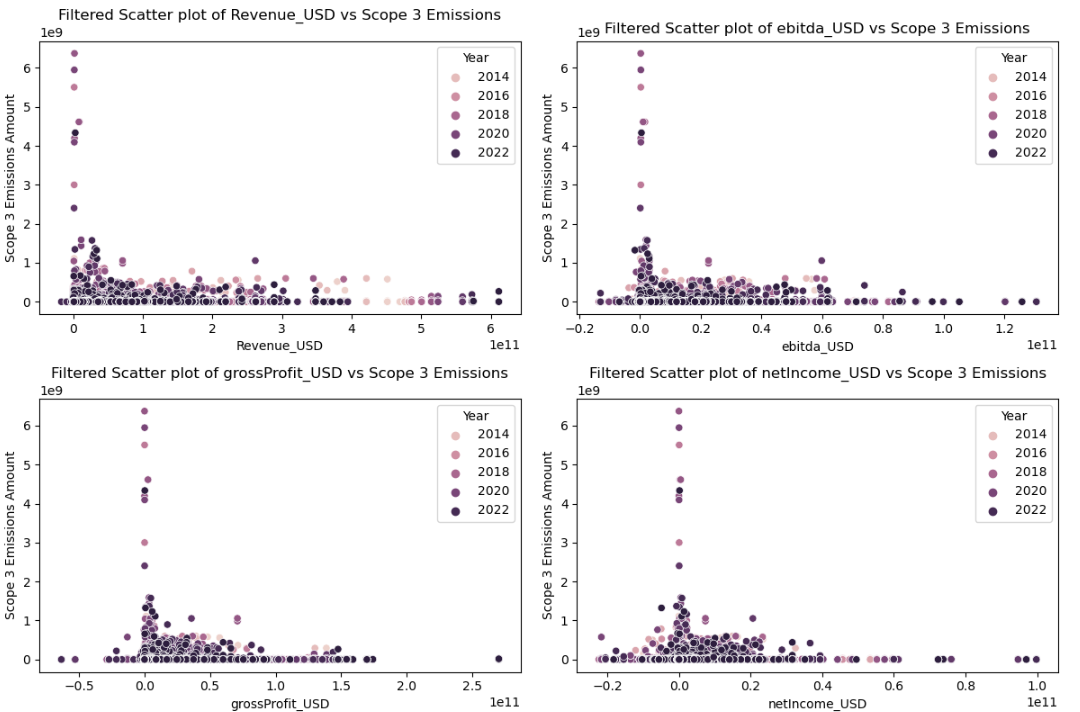 Filtered Scatter plot of Revenue_USD vs Scope 3 Emissions
1e9
Scope 3 Emissions Amount
6
5
4
3
2
1
0
Year
2014
2016
2018
2020
2022
0 1 2 3 4 5 6
1e11
Revenue_USD
Filtered Scatter plot of ebitda_USD vs Scope 3 Emissions
1e9
Scope 3 Emissions Amount
6
5
4
3
2
1
0
Year
2014
2016
2018
2020
2022
−0.2 0.0 0.2 0.4 0.6 0.8 1.0 1.2
1e11
ebitda_USD
Filtered Scatter plot of grossProfit_USD vs Scope 3 Emissions
1e9
Scope 3 Emissions Amount
6
5
4
3
2
1
0
Year
2014
2016
2018
2020
2022
−0.5 0.0 0.5 1.0 1.5 2.0 2.5
1e11
grossProfit_USD
Filtered Scatter plot of netIncome_USD vs Scope 3 Emissions
1e9
Scope 3 Emissions Amount
6
5
4
3
2
1
0
Year
2014
2016
2018
2020
2022
−0.2 0.0 0.2 0.4 0.6 0.8 1.0
1e11
netIncome_USD